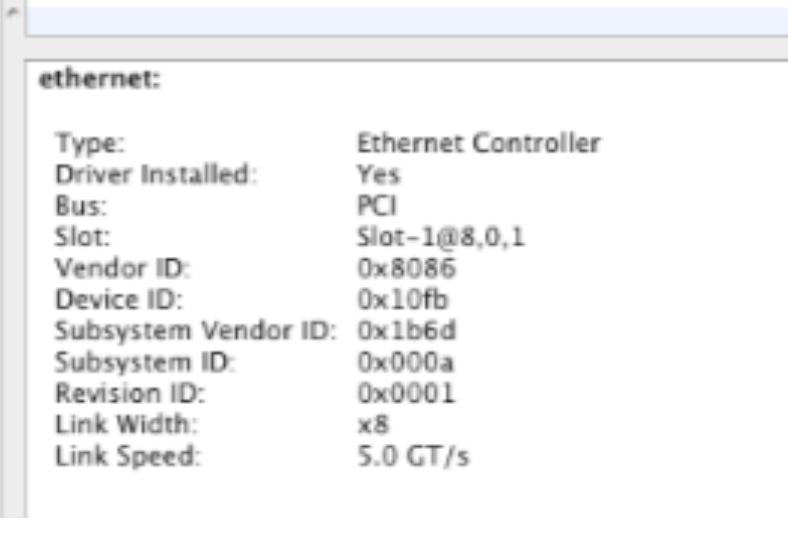 ethernet:
Type: Ethernet Controller
Driver Installed: Yes
Bus: PCI
Slot: Slot-1@8,0,1
Vendor ID: 0x8086
Device ID: 0x10fb
Subsystem Vendor ID: 0x1b6d
Subsystem ID: 0x000a
Revision ID: 0x0001
Link Width: x8
Link Speed: 5.0 GT/s